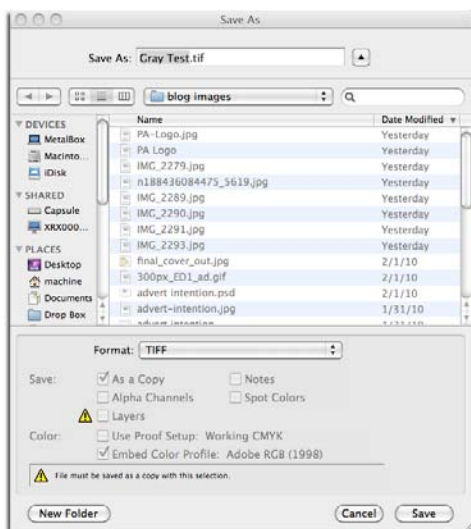 Save As
Save As: Gray Test.tif
blog images
Name Date Modified
DEVICES
MetalBox
Macinto...
iDisk
SHARED
Capsule
XRX000...
PLACES
Desktop
machine
Documents
Drop Box
PA-Logo.jpg Yesterday
PA Logo Yesterday
IMG_2279.jpg Yesterday
n188436084475_5619.jpg Yesterday
IMG_2289.jpg Yesterday
IMG_2290.jpg Yesterday
IMG_2291.jpg Yesterday
IMG_2293.jpg Yesterday
final_cover_out.jpg 2/1/10
300px_ED1_ad.gif 2/1/10
advert intention.psd 2/1/10
advert-intention.jpg 1/31/10
advert intention 1/31/10
Format: TIFF
Save: As a Copy Notes
Alpha Channels Spot Colors
Layers
Color: Use Proof Setup: Working CMYK
Embed Color Profile: Adobe RGB (1998)
File must be saved as a copy with this selection.
New Folder Cancel Save